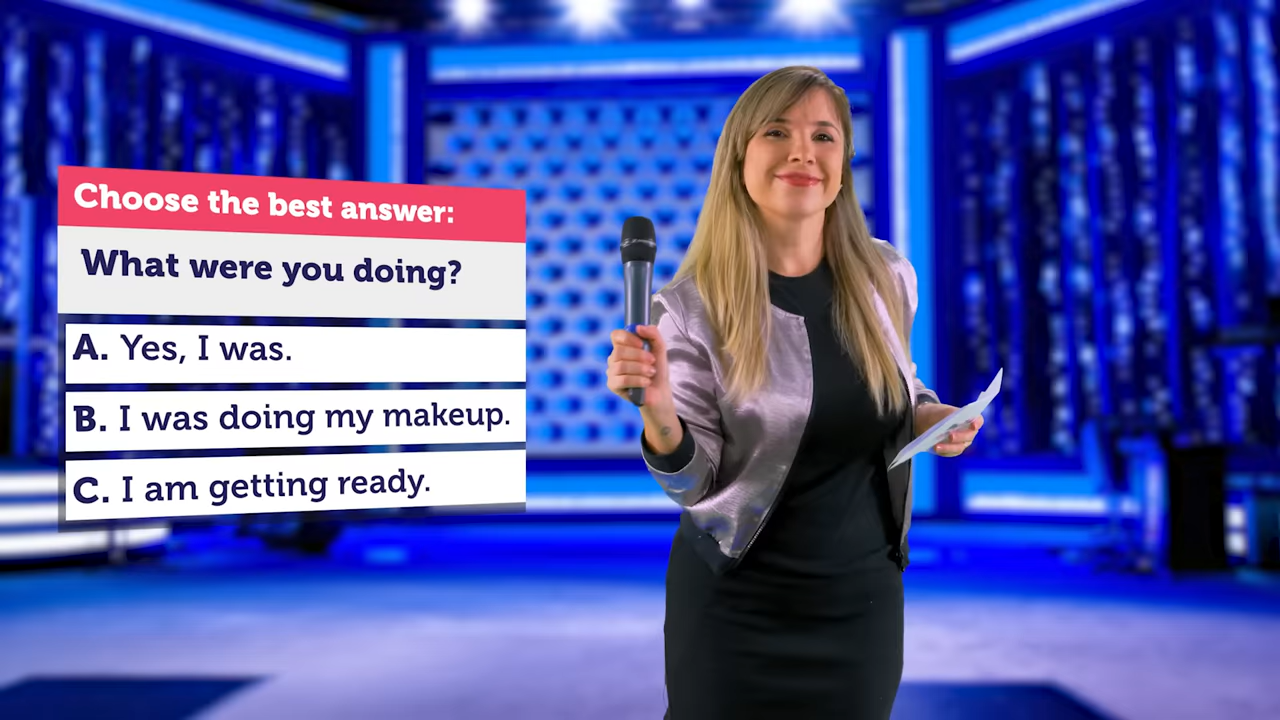 Choose the best answer:
What were you doing?
A. Yes, I was.
B. I was doing my makeup.
C. I am getting ready.